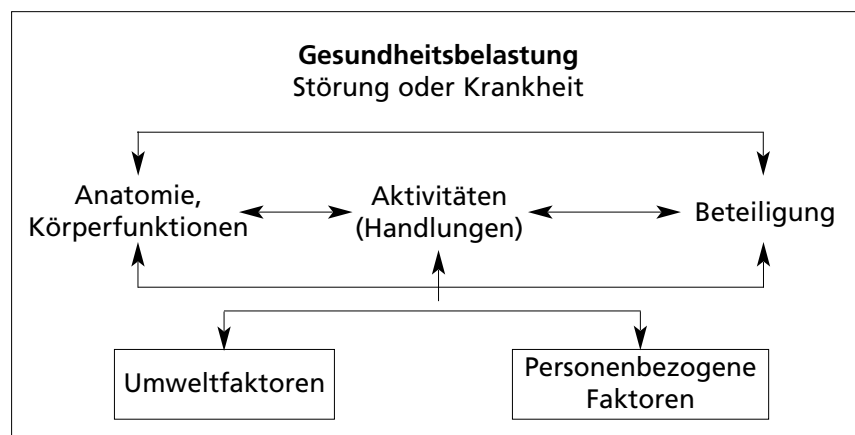 Gesundheitsbelastung
Störung oder Krankheit
Anatomie,
Körperfunktionen
Aktivitäten
(Handlungen)
Beteiligung
Umweltfaktoren
Personenbezogene
Faktoren